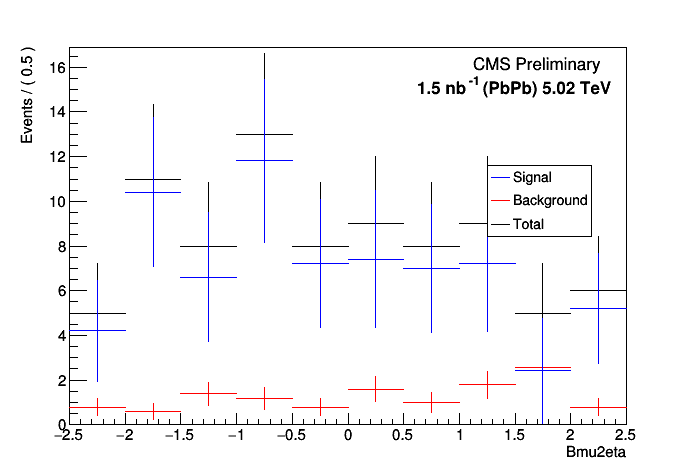 CMS Preliminary
1.5 nb-1 (PbPb) 5.02 TeV
Events / ( 0.5 )
16
14
12
10
8
6
4
2
0
Signal
Background
Total
−2.5 −2 −1.5 −1 −0.5 0 0.5 1 1.5 2 2.5
Bmu2eta